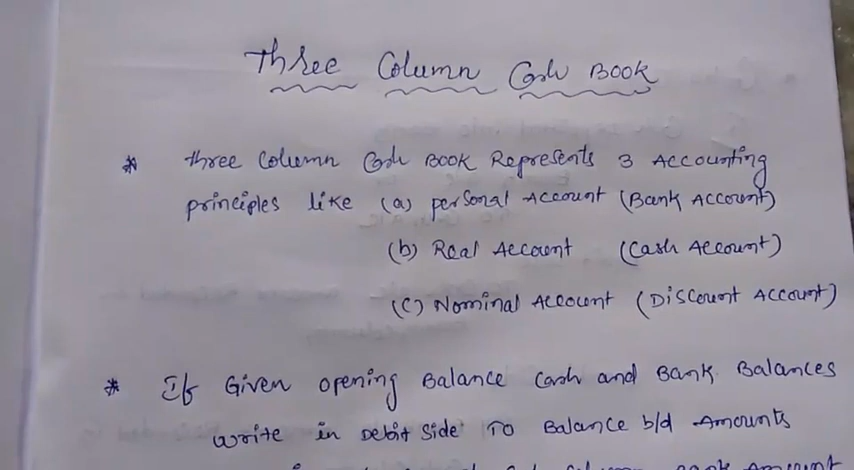 Three Column Cash Book
* three Column Cash Book Represents 3 Accounting
principles like (a) personal Account (Bank Account)
(b) Real Account (Cash Account)
(C) Nominal Account (Discount Account)
* If Given opening Balance Cash and Bank Balances
write in Debit side To Balance b/d Amounts